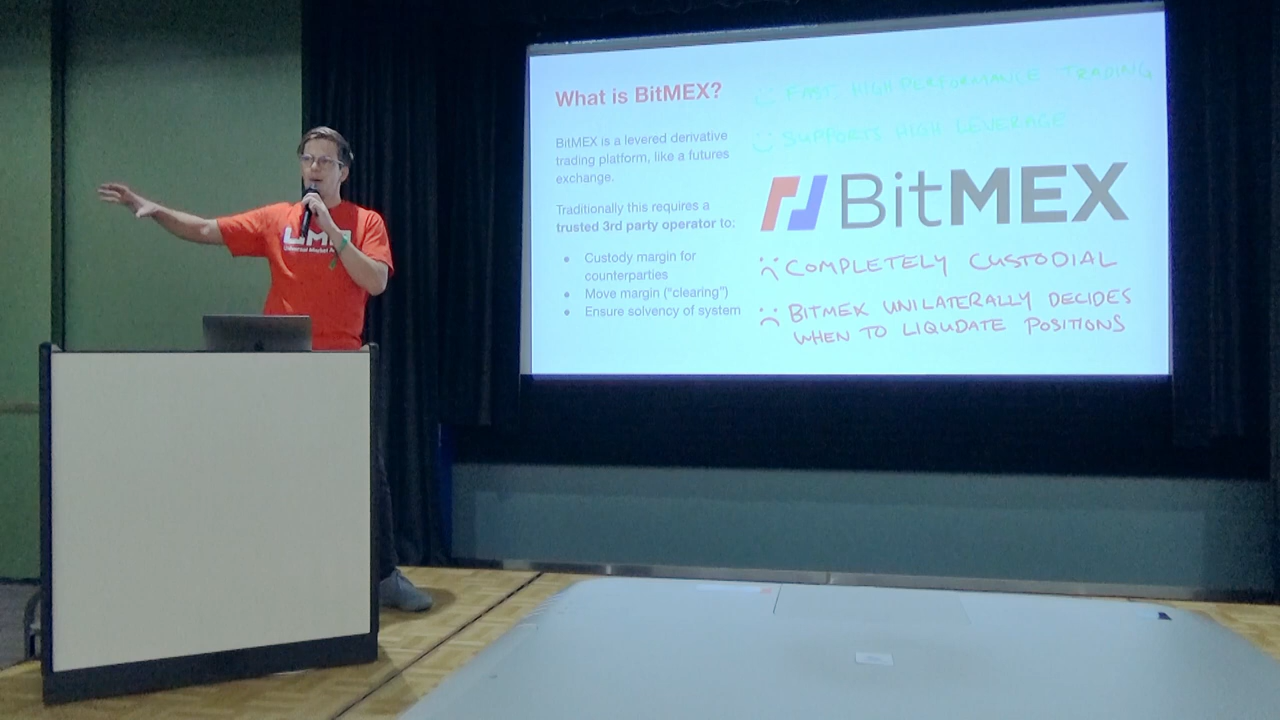 What is BitMEX?
BitMEX is a levered derivative
trading platform, like a futures
exchange.
Traditionally this requires a
trusted 3rd party operator to:
Custody margin for
counterparties
Move margin ("clearing")
Ensure solvency of system
FAST, HIGH PERFORMANCE TRADING
SUPPORTS HIGH LEVERAGE
BitMEX
COMPLETELY CUSTODIAL
BITMEX UNILATERALLY DECIDES
WHEN TO LIQUDATE POSITIONS
UMA
Universal Market